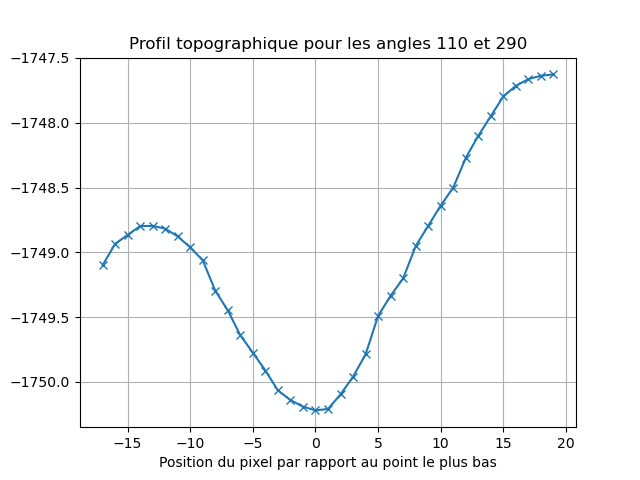 Profil topographique pour les angles 110 et 290
−1747.5
−1748.0
−1748.5
−1749.0
−1749.5
−1750.0
−15 −10 −5 0 5 10 15 20
Position du pixel par rapport au point le plus bas